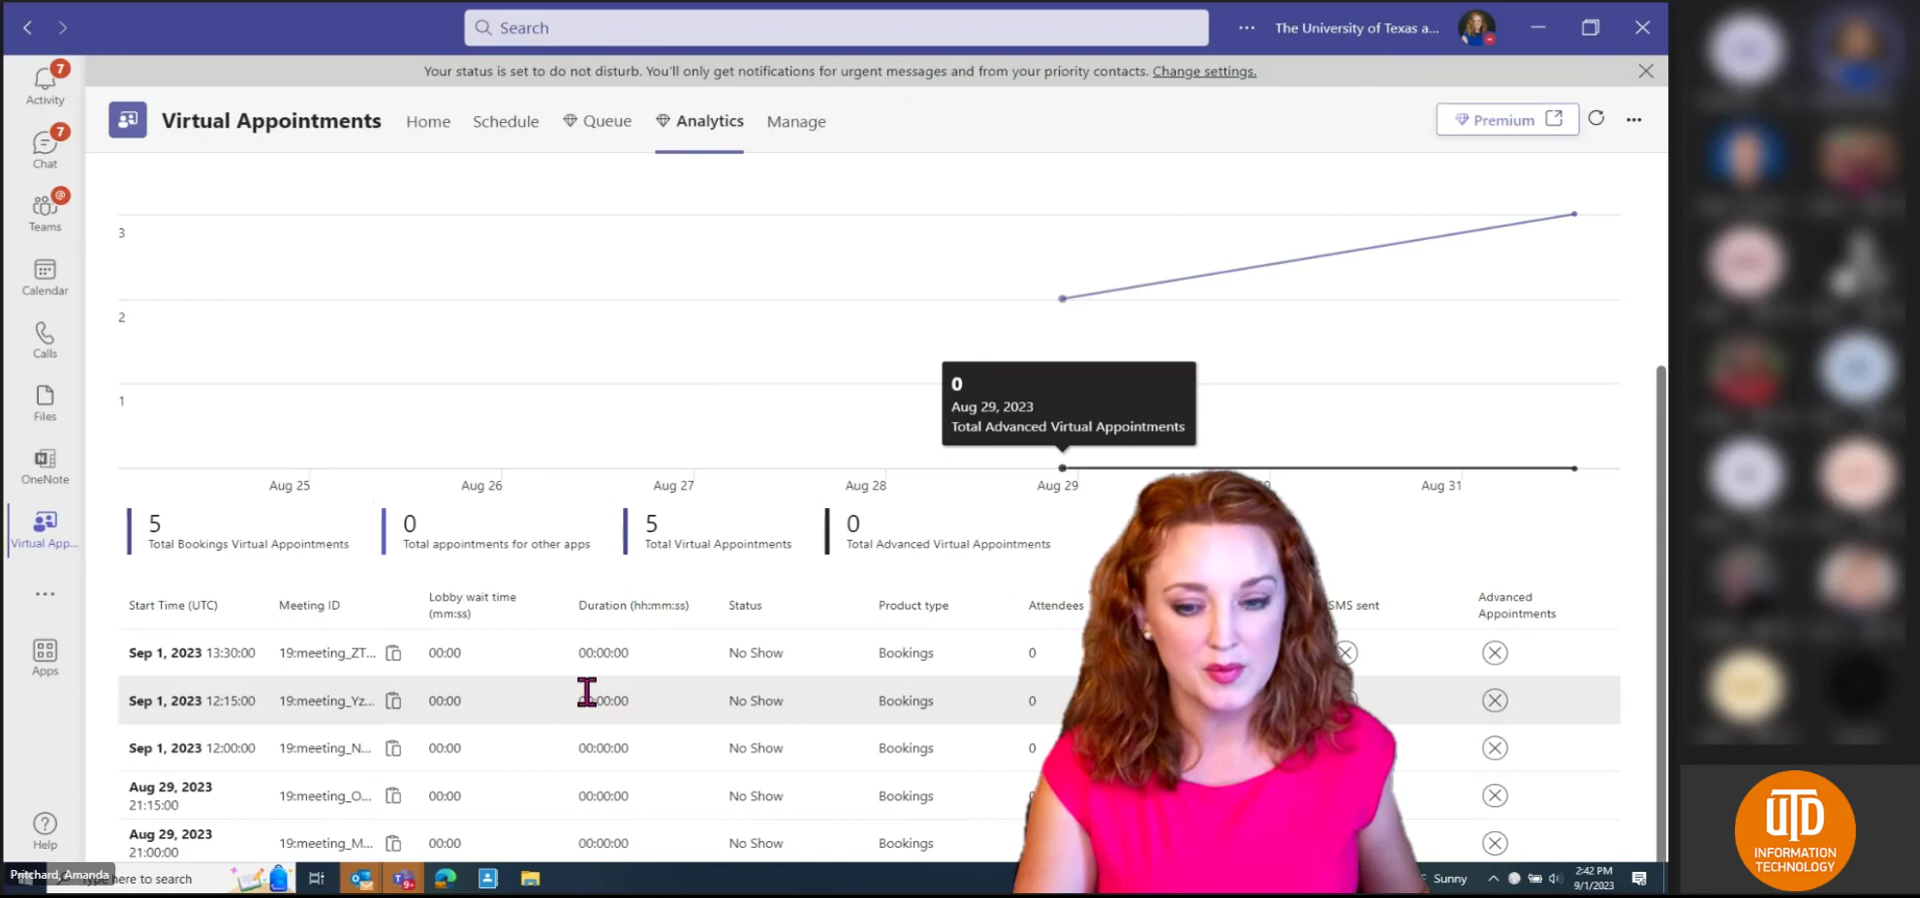 Search
The University of Texas a...
Your status is set to do not disturb. You'll only get notifications for urgent messages and from your priority contacts. Change settings.
7
Activity
7
Chat
@
Teams
Calendar
Calls
Files
OneNote
Virtual App...
Apps
Help
Virtual Appointments
Home
Schedule
Queue
Analytics
Manage
Premium
3
2
1
0
Aug 29, 2023
Total Advanced Virtual Appointments
Aug 25
Aug 26
Aug 27
Aug 28
Aug 29
Aug 31
5
Total Bookings Virtual Appointments
0
Total appointments for other apps
5
Total Virtual Appointments
0
Total Advanced Virtual Appointments
Start Time (UTC) Meeting ID Lobby wait time (mm:ss) Duration (hh:mm:ss) Status Product type Attendees SMS sent Advanced Appointments
Sep 1, 2023 13:30:00 19:meeting_ZT... 00:00 00:00:00 No Show Bookings 0
Sep 1, 2023 12:15:00 19:meeting_Yz... 00:00 00:00:00 No Show Bookings 0
Sep 1, 2023 12:00:00 19:meeting_N... 00:00 00:00:00 No Show Bookings 0
Aug 29, 2023 21:15:00 19:meeting_O... 00:00 00:00:00 No Show Bookings
Aug 29, 2023 21:00:00 19:meeting_M... 00:00 00:00:00 No Show Bookings
Pritchard, Amanda
here to search
Sunny
2:42 PM
9/1/2023
UTD
INFORMATION
TECHNOLOGY